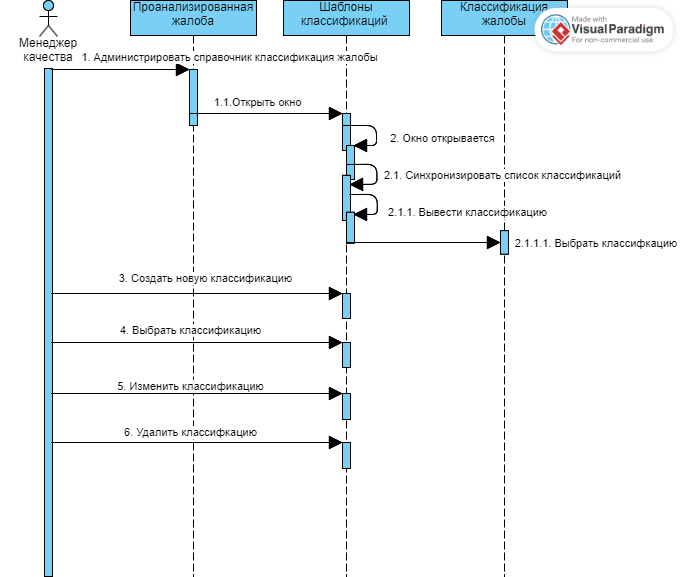 Менеджер
качества
Проанализированная
жалоба
Шаблоны
классификаций
Классификация
жалобы
Made with
Visual Paradigm
For non-commercial use
1. Администрировать справочник классификация жалобы
1.1.Открыть окно
2. Окно открывается
2.1. Синхронизировать список классификаций
2.1.1. Вывести классификацию
2.1.1.1. Выбрать классифкацию
3. Создать новую классификацию
4. Выбрать классификацию
5. Изменить классификацию
6. Удалить классифкацию